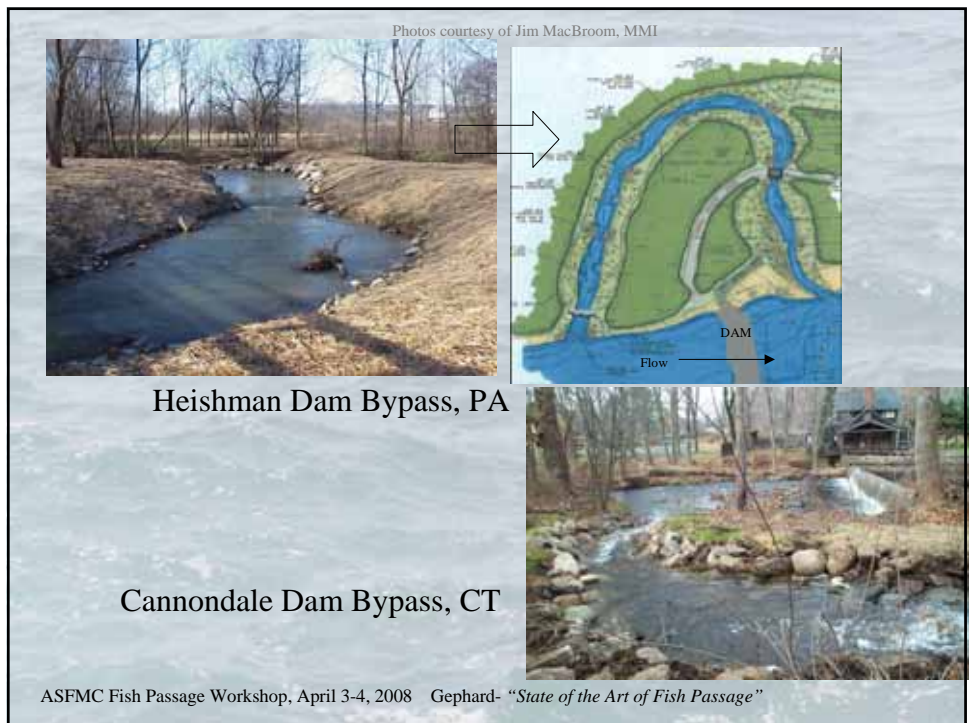 Photos courtesy of Jim MacBroom, MMI
DAM
Flow
Heishman Dam Bypass, PA
Cannondale Dam Bypass, CT
ASFMC Fish Passage Workshop, April 3-4, 2008 Gephard- “State of the Art of Fish Passage”